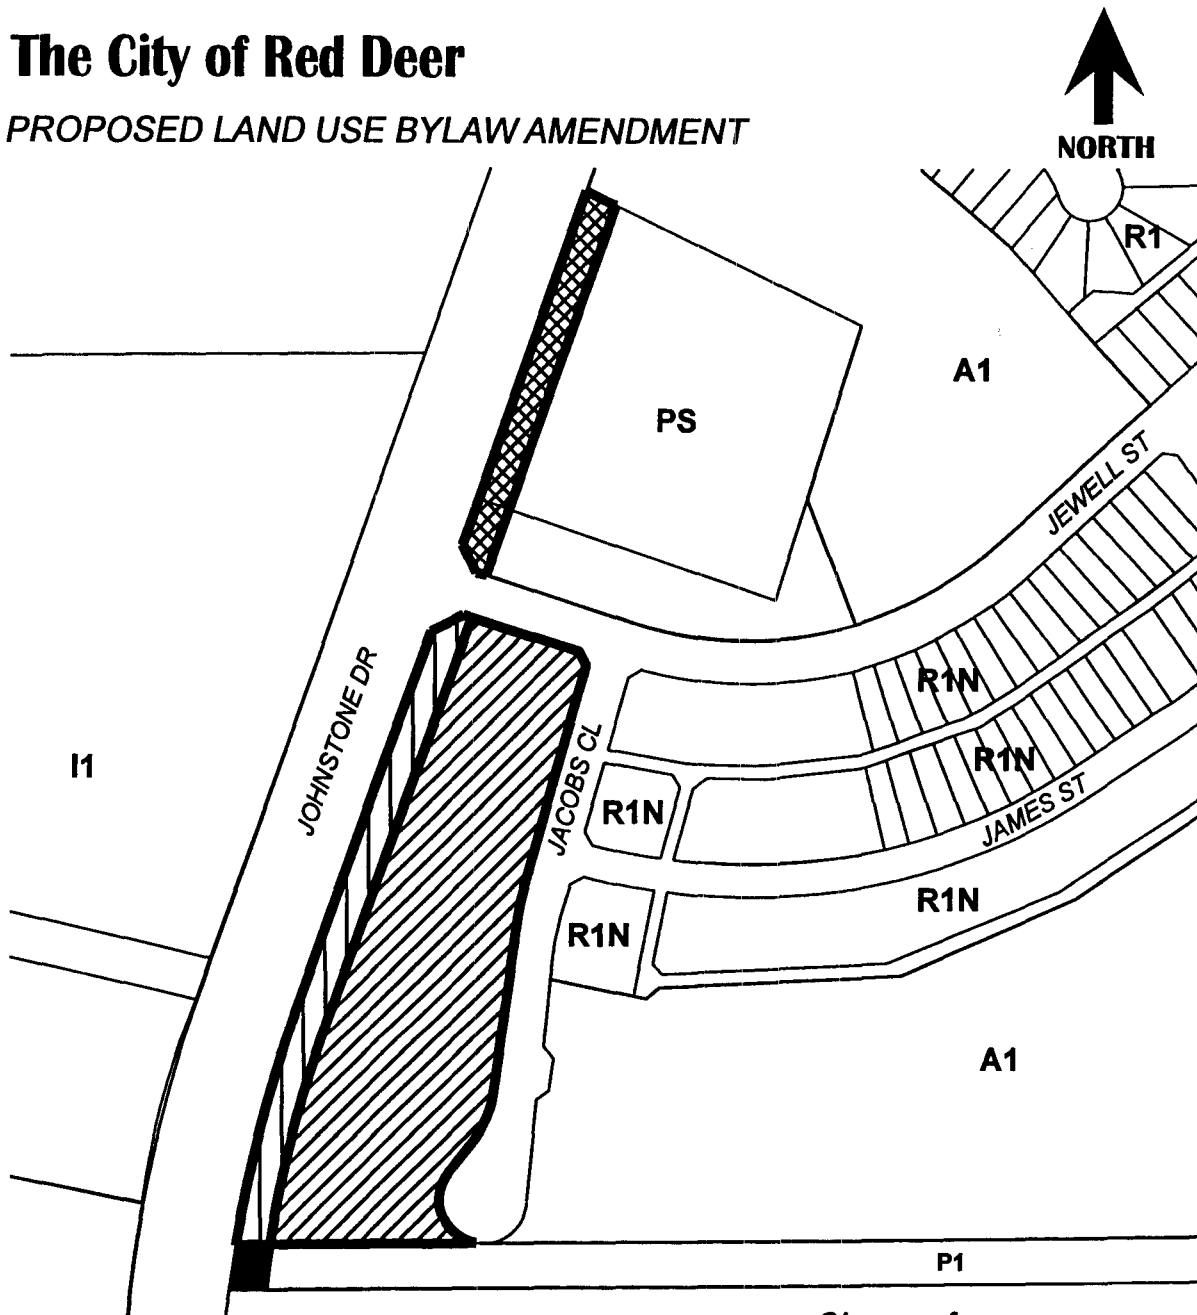 The City of Red Deer
PROPOSED LAND USE BYLAW AMENDMENT
NORTH
R1
A1
PS
JEWELL ST
R1N
JOHNSTONE DR
I1
JACOBS CL
R1N
R1N
JAMES ST
R1N
R1N
A1
P1